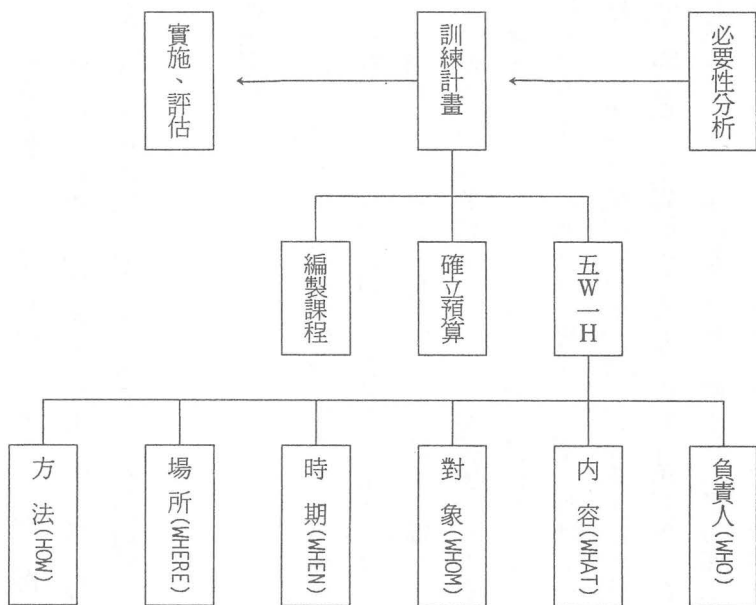 必要性分析
訓練計畫
實施、評估
五W一H
確立預算
編製課程
負責人(WHO)
內容(WHAT)
對象(WHOM)
時期(WHEN)
場所(WHERE)
方法(HOW)